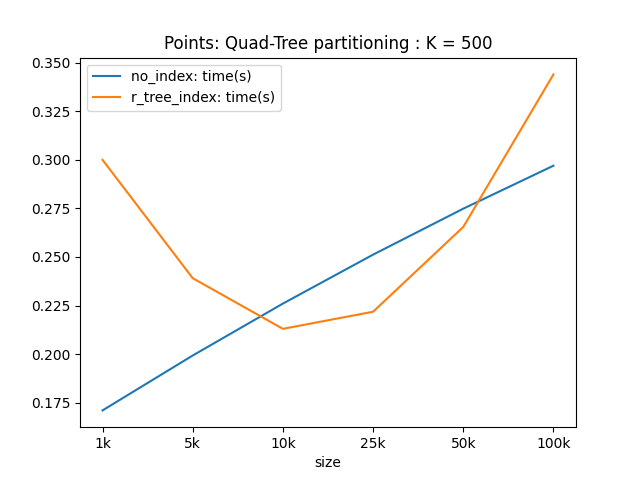 Points: Quad-Tree partitioning : K = 500
no_index: time(s)
r_tree_index: time(s)
0.350
0.325
0.300
0.275
0.250
0.225
0.200
0.175
1k 5k 10k 25k 50k 100k
size